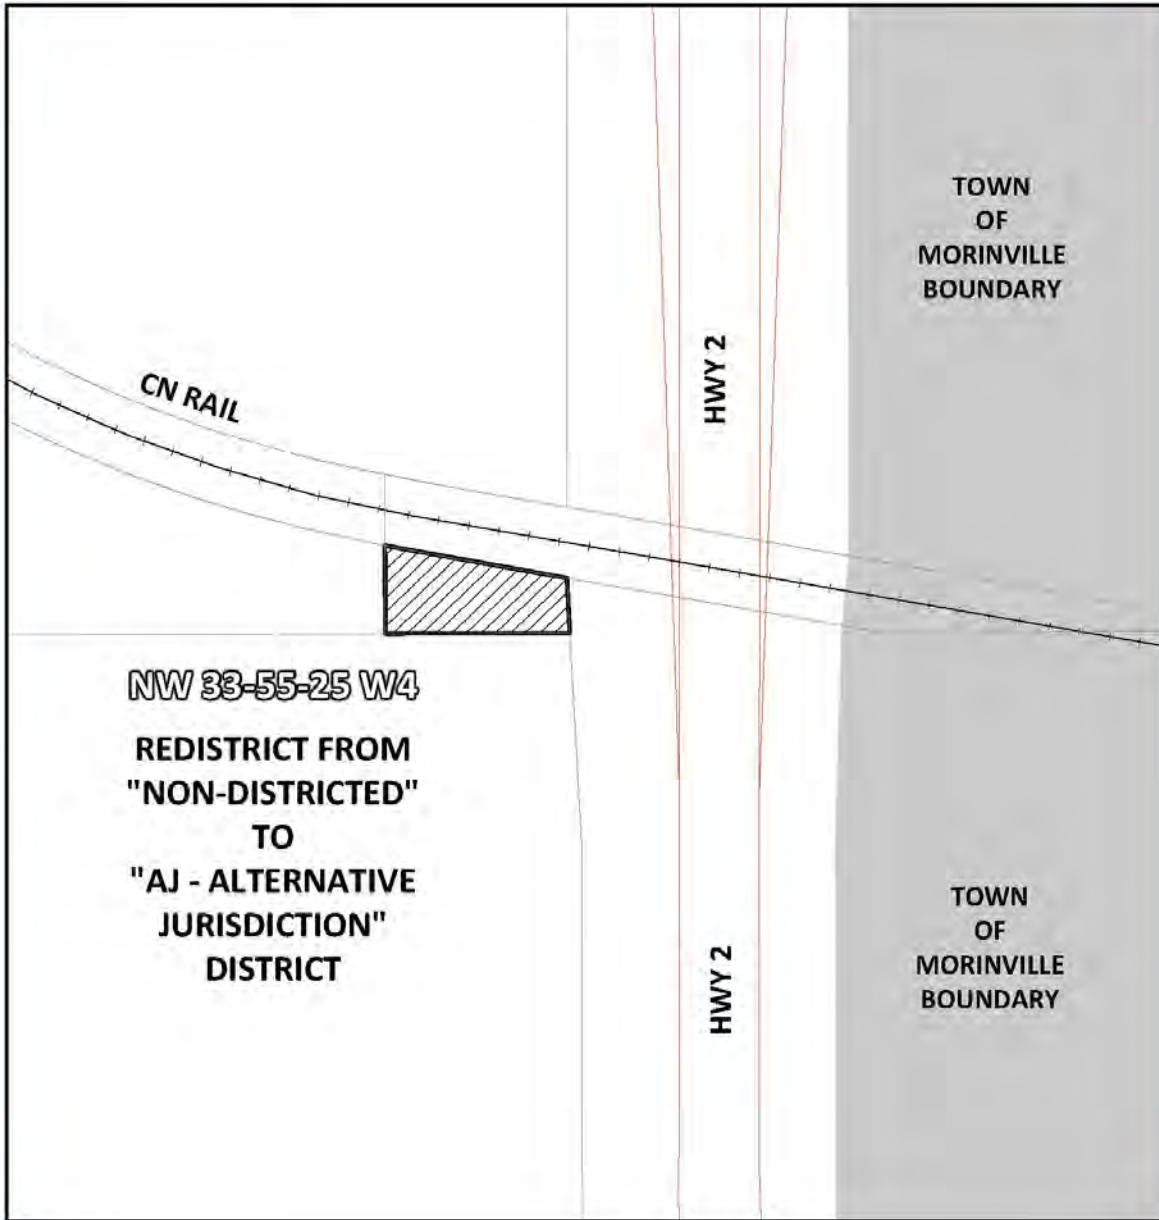 TOWN
OF
MORINVILLE
BOUNDARY
HWY 2
CN RAIL
NW 33-55-25 W4
REDISTRICT FROM
"NON-DISTRICTED"
TO
"AJ - ALTERNATIVE
JURISDICTION"
DISTRICT
HWY 2
TOWN
OF
MORINVILLE
BOUNDARY